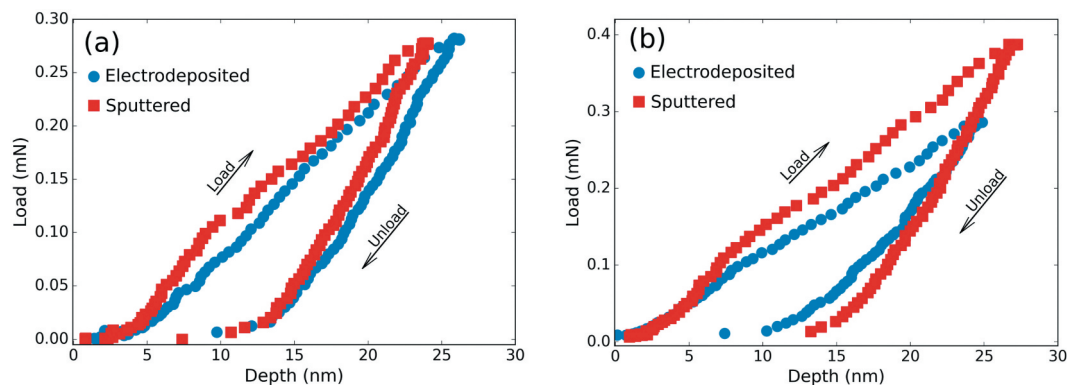 (a)
Electrodeposited
Sputtered
Load
Unload
Load (mN)
0.30
0.25
0.20
0.15
0.10
0.05
0.00
0 5 10 15 20 25 30
Depth (nm)
(b)
Electrodeposited
Sputtered
Load
Unload
Load (mN)
0.4
0.3
0.2
0.1
0.0
0 5 10 15 20 25 30
Depth (nm)